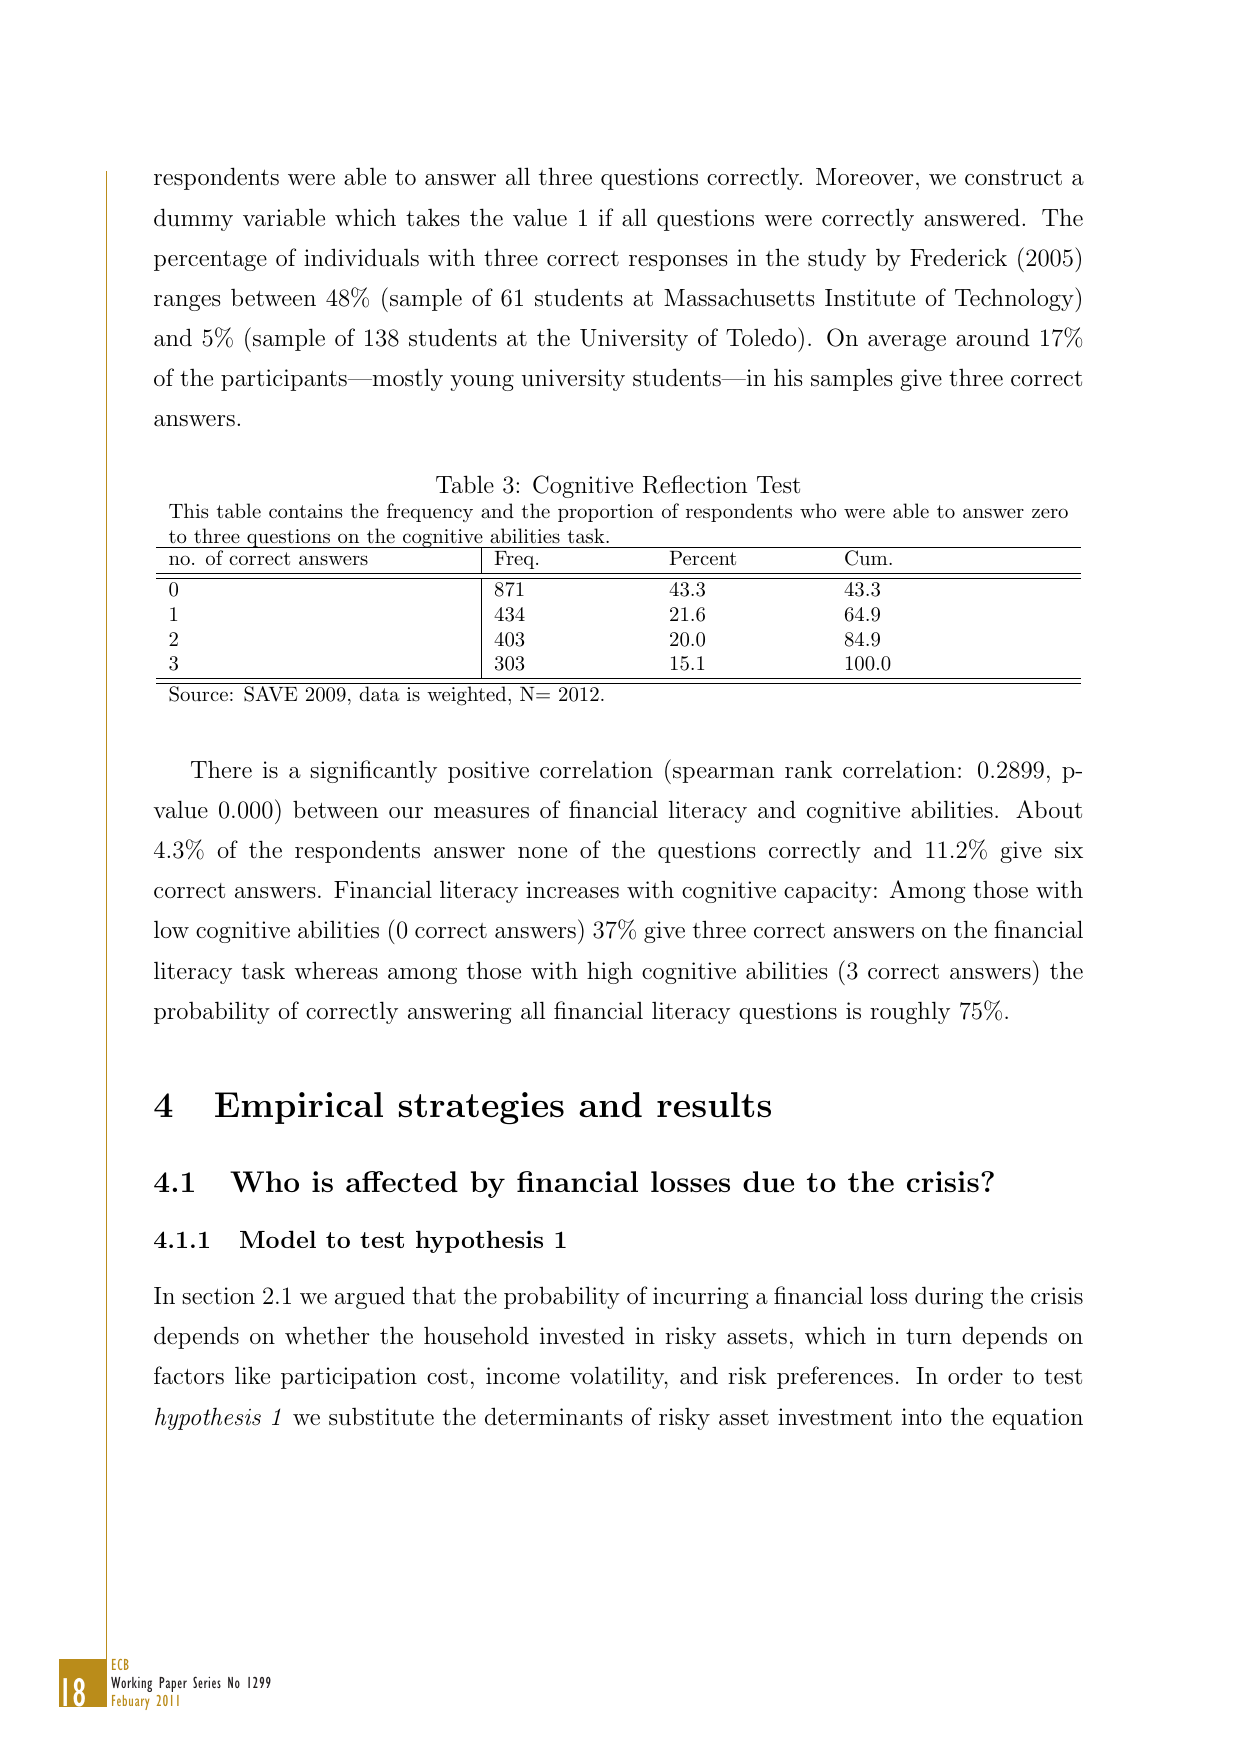 respondents were able to answer all three questions correctly. Moreover, we construct a
dummy variable which takes the value 1 if all questions were correctly answered. The
percentage of individuals with three correct responses in the study by Frederick (2005)
ranges between 48% (sample of 61 students at Massachusetts Institute of Technology)
and 5% (sample of 138 students at the University of Toledo). On average around 17%
of the participants—mostly young university students—in his samples give three correct
answers.
Table 3: Cognitive Reflection Test
This table contains the frequency and the proportion of respondents who were able to answer zero
to three questions on the cognitive abilities task.
no. of correct answers Freq. Percent Cum.
0 871 43.3 43.3
1 434 21.6 64.9
2 403 20.0 84.9
3 303 15.1 100.0
Source: SAVE 2009, data is weighted, N= 2012.
There is a significantly positive correlation (spearman rank correlation: 0.2899, p-
value 0.000) between our measures of financial literacy and cognitive abilities. About
4.3% of the respondents answer none of the questions correctly and 11.2% give six
correct answers. Financial literacy increases with cognitive capacity: Among those with
low cognitive abilities (0 correct answers) 37% give three correct answers on the financial
literacy task whereas among those with high cognitive abilities (3 correct answers) the
probability of correctly answering all financial literacy questions is roughly 75%.
4 Empirical strategies and results
4.1 Who is affected by financial losses due to the crisis?
4.1.1 Model to test hypothesis 1
In section 2.1 we argued that the probability of incurring a financial loss during the crisis
depends on whether the household invested in risky assets, which in turn depends on
factors like participation cost, income volatility, and risk preferences. In order to test
hypothesis 1 we substitute the determinants of risky asset investment into the equation
18
ECB
Working Paper Series No 1299
Febuary 2011